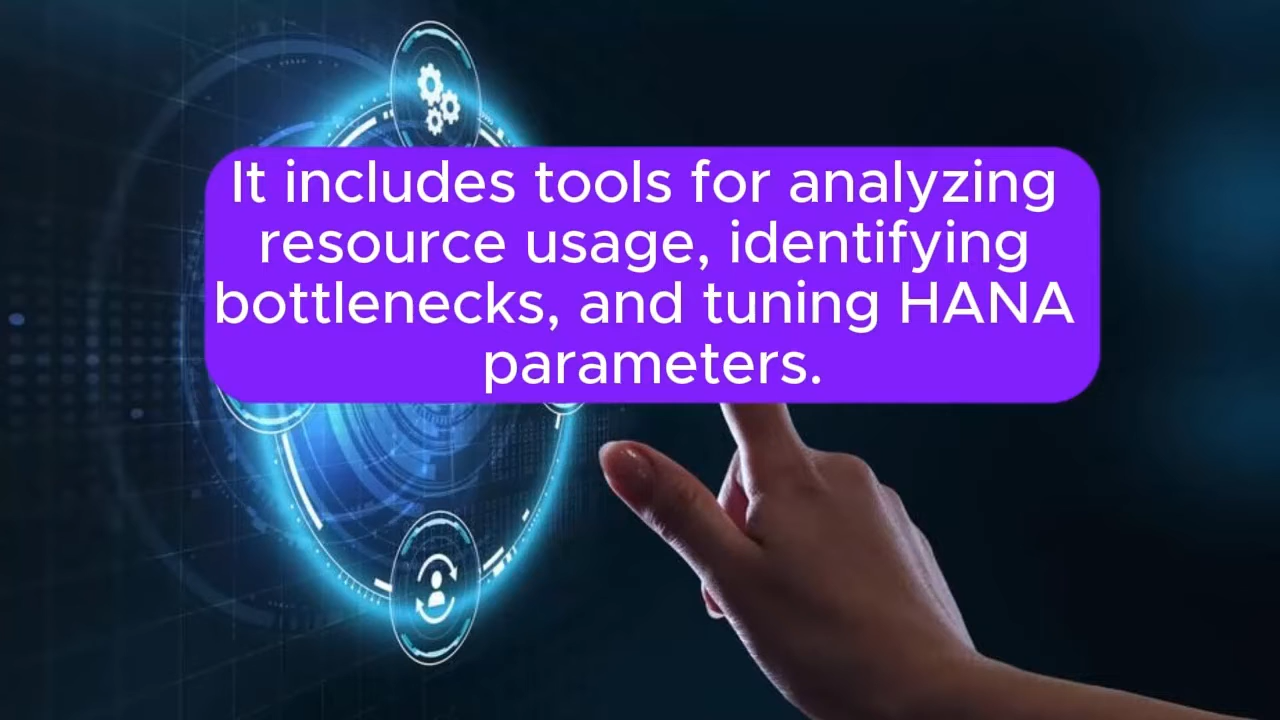 It includes tools for analyzing
resource usage, identifying
bottlenecks, and tuning HANA
parameters.